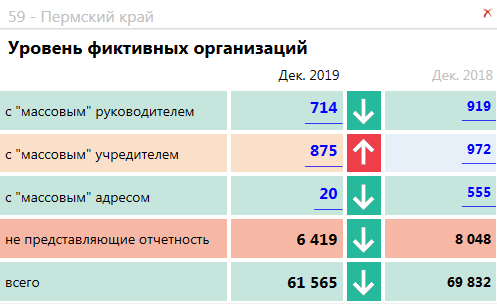 59 - Пермский край
Уровень фиктивных организаций
Дек. 2019 Дек. 2018
с "массовым" руководителем 714 919
с "массовым" учредителем 875 972
с "массовым" адресом 20 555
не представляющие отчетность 6 419 8 048
всего 61 565 69 832